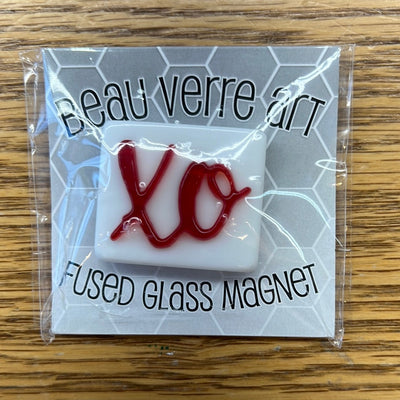 Beau Verre Art
XO
Fused Glass Magnet